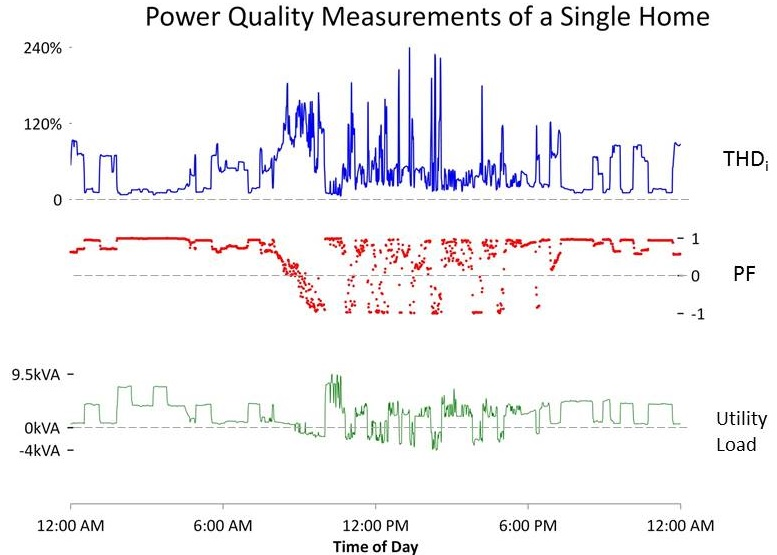 Power Quality Measurements of a Single Home
240%
120%
0
THDi
1
0
-1
PF
9.5kVA
0kVA
-4kVA
Utility
Load
12:00 AM
6:00 AM
12:00 PM
6:00 PM
12:00 AM
Time of Day